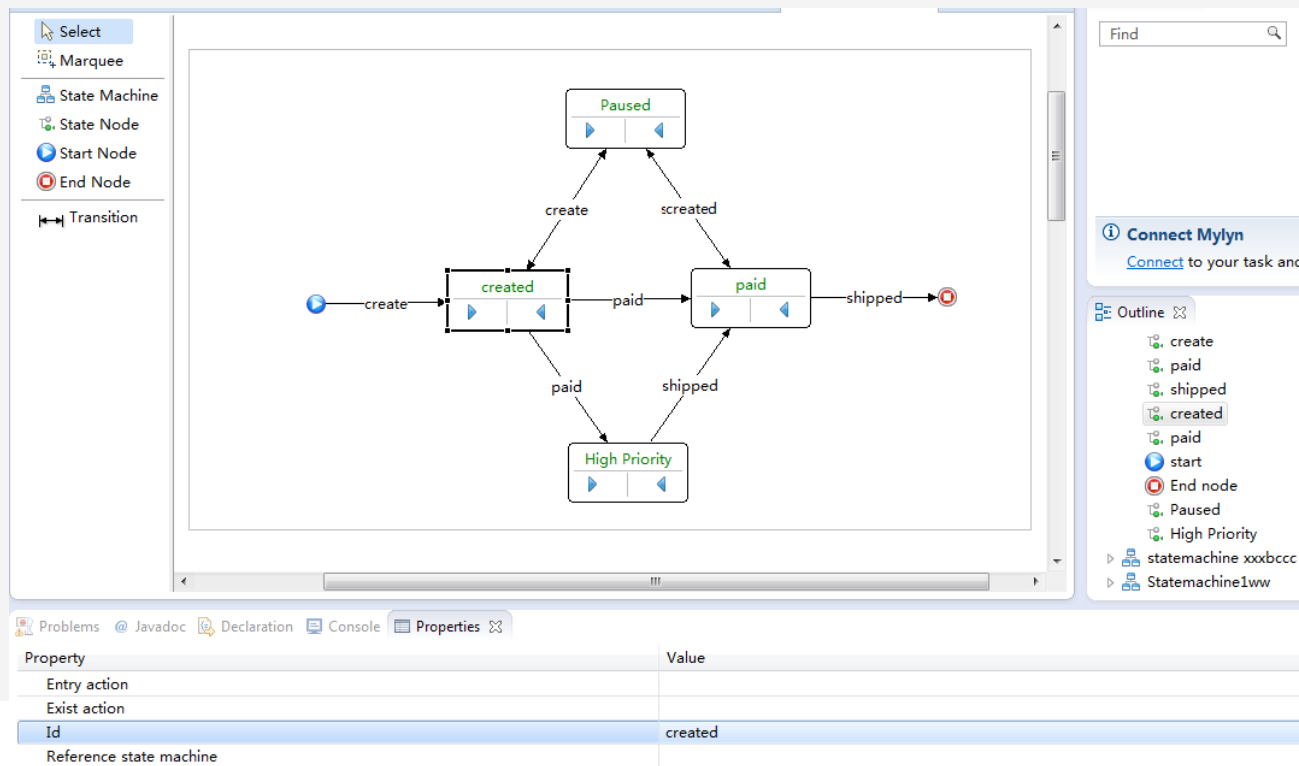 Select
Marquee
State Machine
State Node
Start Node
End Node
Transition
Paused
create
screated
create
created
paid
paid
shipped
paid
shipped
High Priority
Find
Connect Mylyn
Connect to your task and
Outline
create
paid
shipped
created
paid
start
End node
Paused
High Priority
statemachine xxxbccc
Statemachine1ww
Problems @ Javadoc Declaration Console Properties
Property Value
Entry action
Exist action
Id created
Reference state machine